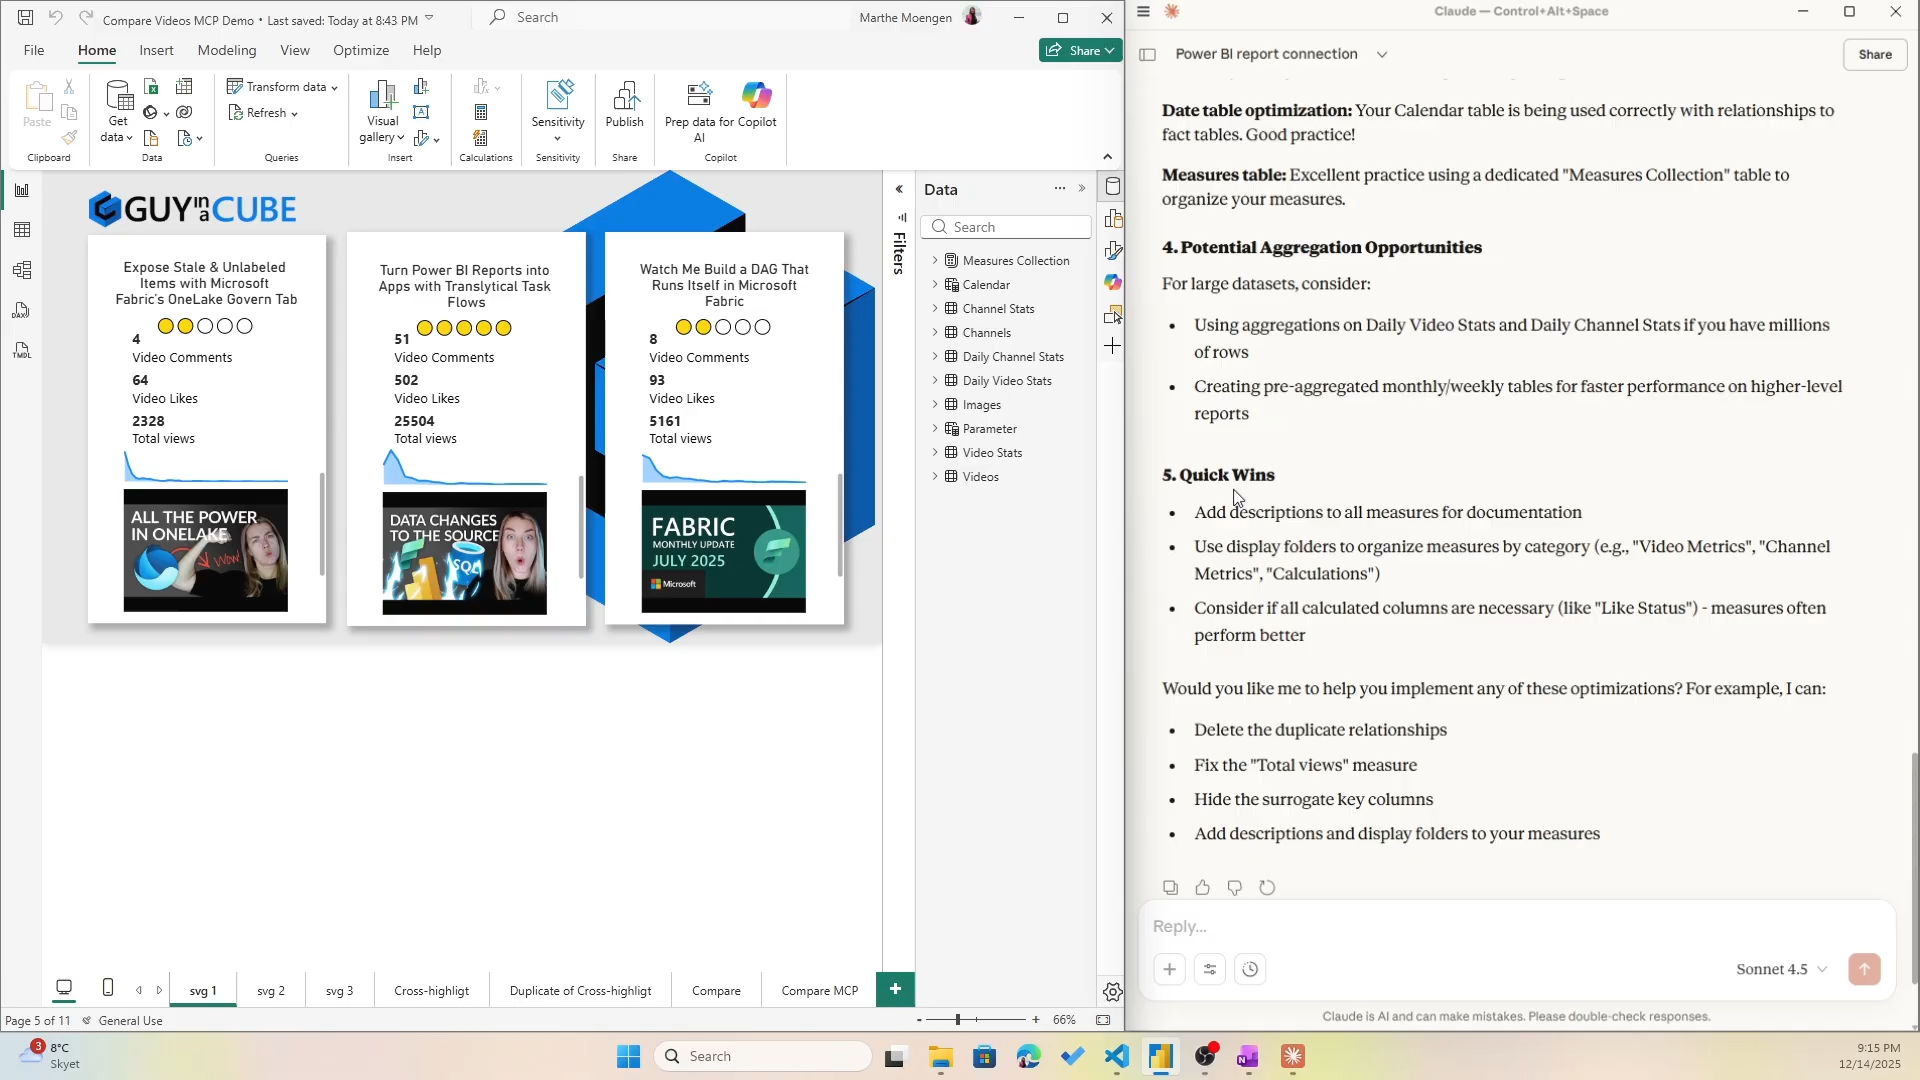 Compare Videos MCP Demo • Last saved: Today at 8:43 PM
Search
Marthe Moengen
File
Home
Insert
Modeling
View
Optimize
Help
Share
Paste
Clipboard
Get
data
Data
Transform data
Refresh
Queries
Visual
gallery
Insert
Calculations
Sensitivity
Sensitivity
Publish
Share
Prep data for
AI
Copilot
Copilot
DAX
TMDL
GUY in a CUBE
Expose Stale & Unlabeled
Items with Microsoft
Fabric's OneLake Govern Tab
4
Video Comments
64
Video Likes
2328
Total views
ALL THE POWER
IN ONELAKE
WOW
Turn Power BI Reports into
Apps with Translytical Task
Flows
51
Video Comments
502
Video Likes
25504
Total views
DATA CHANGES
TO THE SOURCE
SQL
Watch Me Build a DAG That
Runs Itself in Microsoft
Fabric
8
Video Comments
93
Video Likes
5161
Total views
FABRIC
MONTHLY UPDATE
JULY 2025
Microsoft
Filters
Data
Search
Measures Collection
Calendar
Channel Stats
Channels
Daily Channel Stats
Daily Video Stats
Images
Parameter
Video Stats
Videos
svg 1
svg 2
svg 3
Cross-highligt
Duplicate of Cross-highligt
Compare
Compare MCP
Page 5 of 11
General Use
66%
Claude — Control+Alt+Space
Power BI report connection
Share
Date table optimization: Your Calendar table is being used correctly with relationships to
fact tables. Good practice!
Measures table: Excellent practice using a dedicated "Measures Collection" table to
organize your measures.
4. Potential Aggregation Opportunities
For large datasets, consider:
• Using aggregations on Daily Video Stats and Daily Channel Stats if you have millions
of rows
• Creating pre-aggregated monthly/weekly tables for faster performance on higher-level
reports
5. Quick Wins
• Add descriptions to all measures for documentation
• Use display folders to organize measures by category (e.g., "Video Metrics", "Channel
Metrics", "Calculations")
• Consider if all calculated columns are necessary (like "Like Status") - measures often
perform better
Would you like me to help you implement any of these optimizations? For example, I can:
• Delete the duplicate relationships
• Fix the "Total views" measure
• Hide the surrogate key columns
• Add descriptions and display folders to your measures
Reply...
Sonnet 4.5
Claude is AI and can make mistakes. Please double-check responses.
3
8°C
Skyet
Search
9:15 PM
12/14/2025